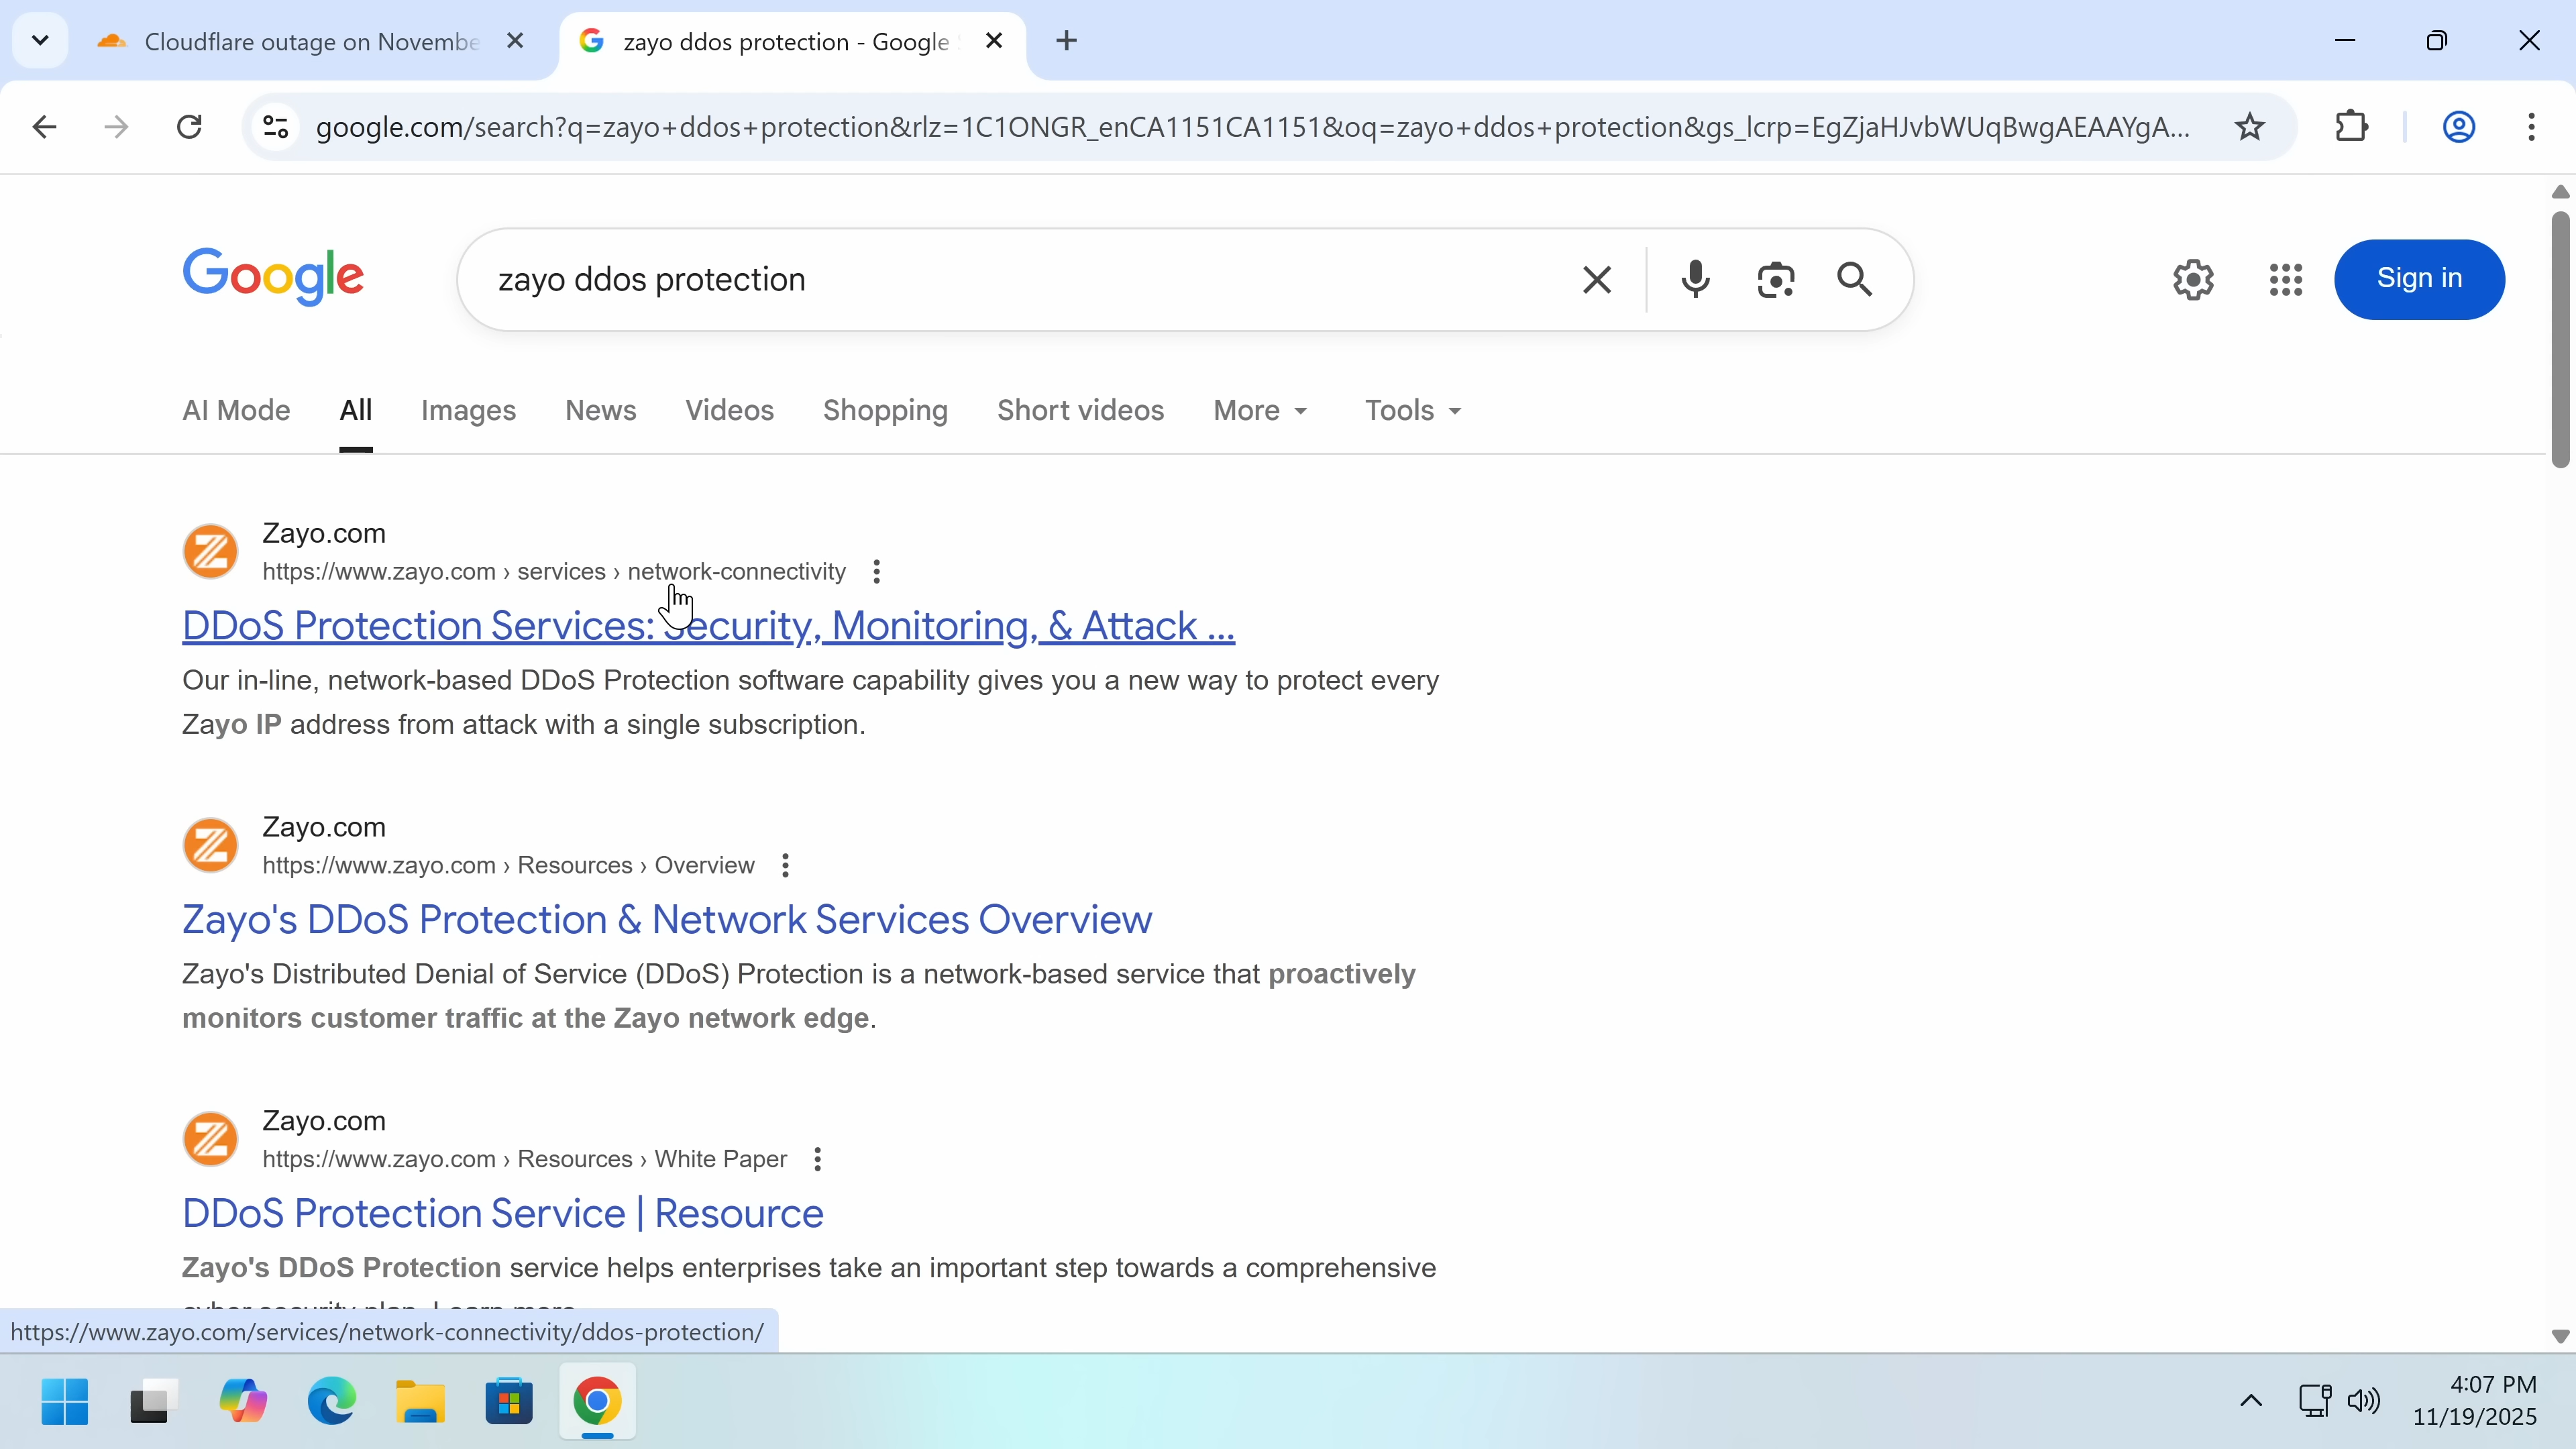 Cloudflare outage on Novembe
zayo ddos protection - Google
google.com/search?q=zayo+ddos+protection&rlz=1C1ONGR_enCA1151CA1151&oq=zayo+ddos+protection&gs_lcrp=EgZjaHJvbWUqBwgAEAAYgA...
Google
zayo ddos protection
Sign in
AI Mode
All
Images
News
Videos
Shopping
Short videos
More
Tools
Zayo.com
https://www.zayo.com › services › network-connectivity
DDoS Protection Services: Security, Monitoring, & Attack ...
Our in-line, network-based DDoS Protection software capability gives you a new way to protect every
Zayo IP address from attack with a single subscription.
Zayo.com
https://www.zayo.com › Resources › Overview
Zayo's DDoS Protection & Network Services Overview
Zayo's Distributed Denial of Service (DDoS) Protection is a network-based service that proactively
monitors customer traffic at the Zayo network edge.
Zayo.com
https://www.zayo.com › Resources › White Paper
DDoS Protection Service | Resource
Zayo's DDoS Protection service helps enterprises take an important step towards a comprehensive
https://www.zayo.com/services/network-connectivity/ddos-protection/
4:07 PM
11/19/2025